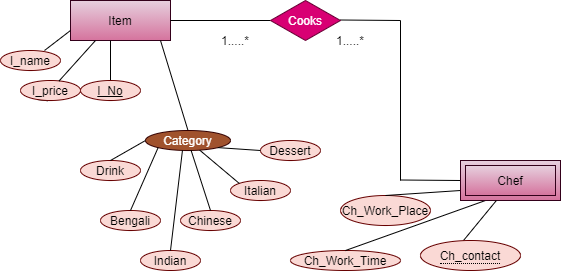 Item
Cooks
1.....*
1.....*
I_name
I_price
I_No
Category
Dessert
Drink
Italian
Chef
Bengali
Chinese
Ch_Work_Place
Indian
Ch_Work_Time
Ch_contact